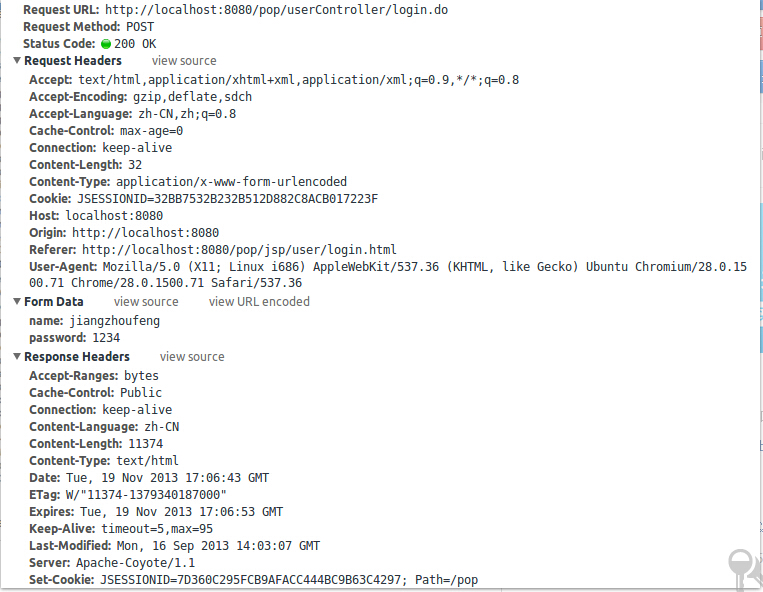 Request URL: http://localhost:8080/pop/userController/login.do
Request Method: POST
Status Code: 200 OK
Request Headers view source
Accept: text/html,application/xhtml+xml,application/xml;q=0.9,*/*;q=0.8
Accept-Encoding: gzip,deflate,sdch
Accept-Language: zh-CN,zh;q=0.8
Cache-Control: max-age=0
Connection: keep-alive
Content-Length: 32
Content-Type: application/x-www-form-urlencoded
Cookie: JSESSIONID=32BB7532B232B512D882C8ACB017223F
Host: localhost:8080
Origin: http://localhost:8080
Referer: http://localhost:8080/pop/jsp/user/login.html
User-Agent: Mozilla/5.0 (X11; Linux i686) AppleWebKit/537.36 (KHTML, like Gecko) Ubuntu Chromium/28.0.15
00.71 Chrome/28.0.1500.71 Safari/537.36
Form Data view source view URL encoded
name: jiangzhoufeng
password: 1234
Response Headers view source
Accept-Ranges: bytes
Cache-Control: Public
Connection: keep-alive
Content-Language: zh-CN
Content-Length: 11374
Content-Type: text/html
Date: Tue, 19 Nov 2013 17:06:43 GMT
ETag: W/"11374-1379340187000"
Expires: Tue, 19 Nov 2013 17:06:53 GMT
Keep-Alive: timeout=5,max=95
Last-Modified: Mon, 16 Sep 2013 14:03:07 GMT
Server: Apache-Coyote/1.1
Set-Cookie: JSESSIONID=7D360C295FCB9AFACC444BC9B63C4297; Path=/pop